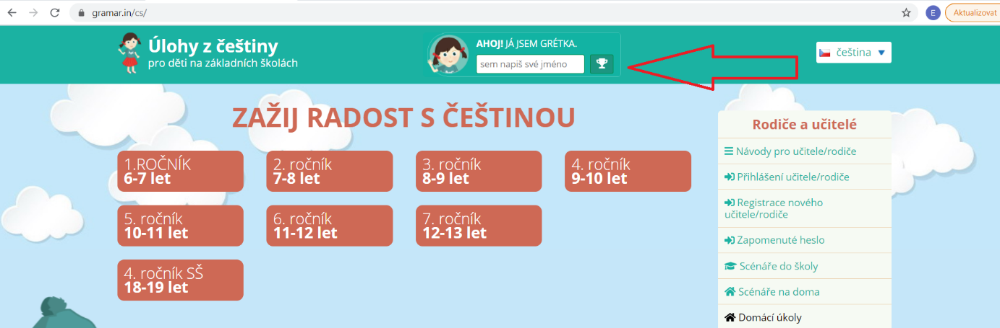 gramar.in/cs/
E
Aktualizovat
Úlohy z češtiny
pro děti na základních školách
AHOJ! JÁ JSEM GRÉTKA.
sem napiš své jméno
čeština
ZAŽIJ RADOST S ČEŠTINOU
1.ROČNÍK
6-7 let
2. ročník
7-8 let
3. ročník
8-9 let
4. ročník
9-10 let
5. ročník
10-11 let
6. ročník
11-12 let
7. ročník
12-13 let
4. ročník SŠ
18-19 let
Rodiče a učitelé
Návody pro učitele/rodiče
Přihlášení učitele/rodiče
Registrace nového
učitele/rodiče
Zapomenuté heslo
Scénáře do školy
Scénáře na doma
Domácí úkoly